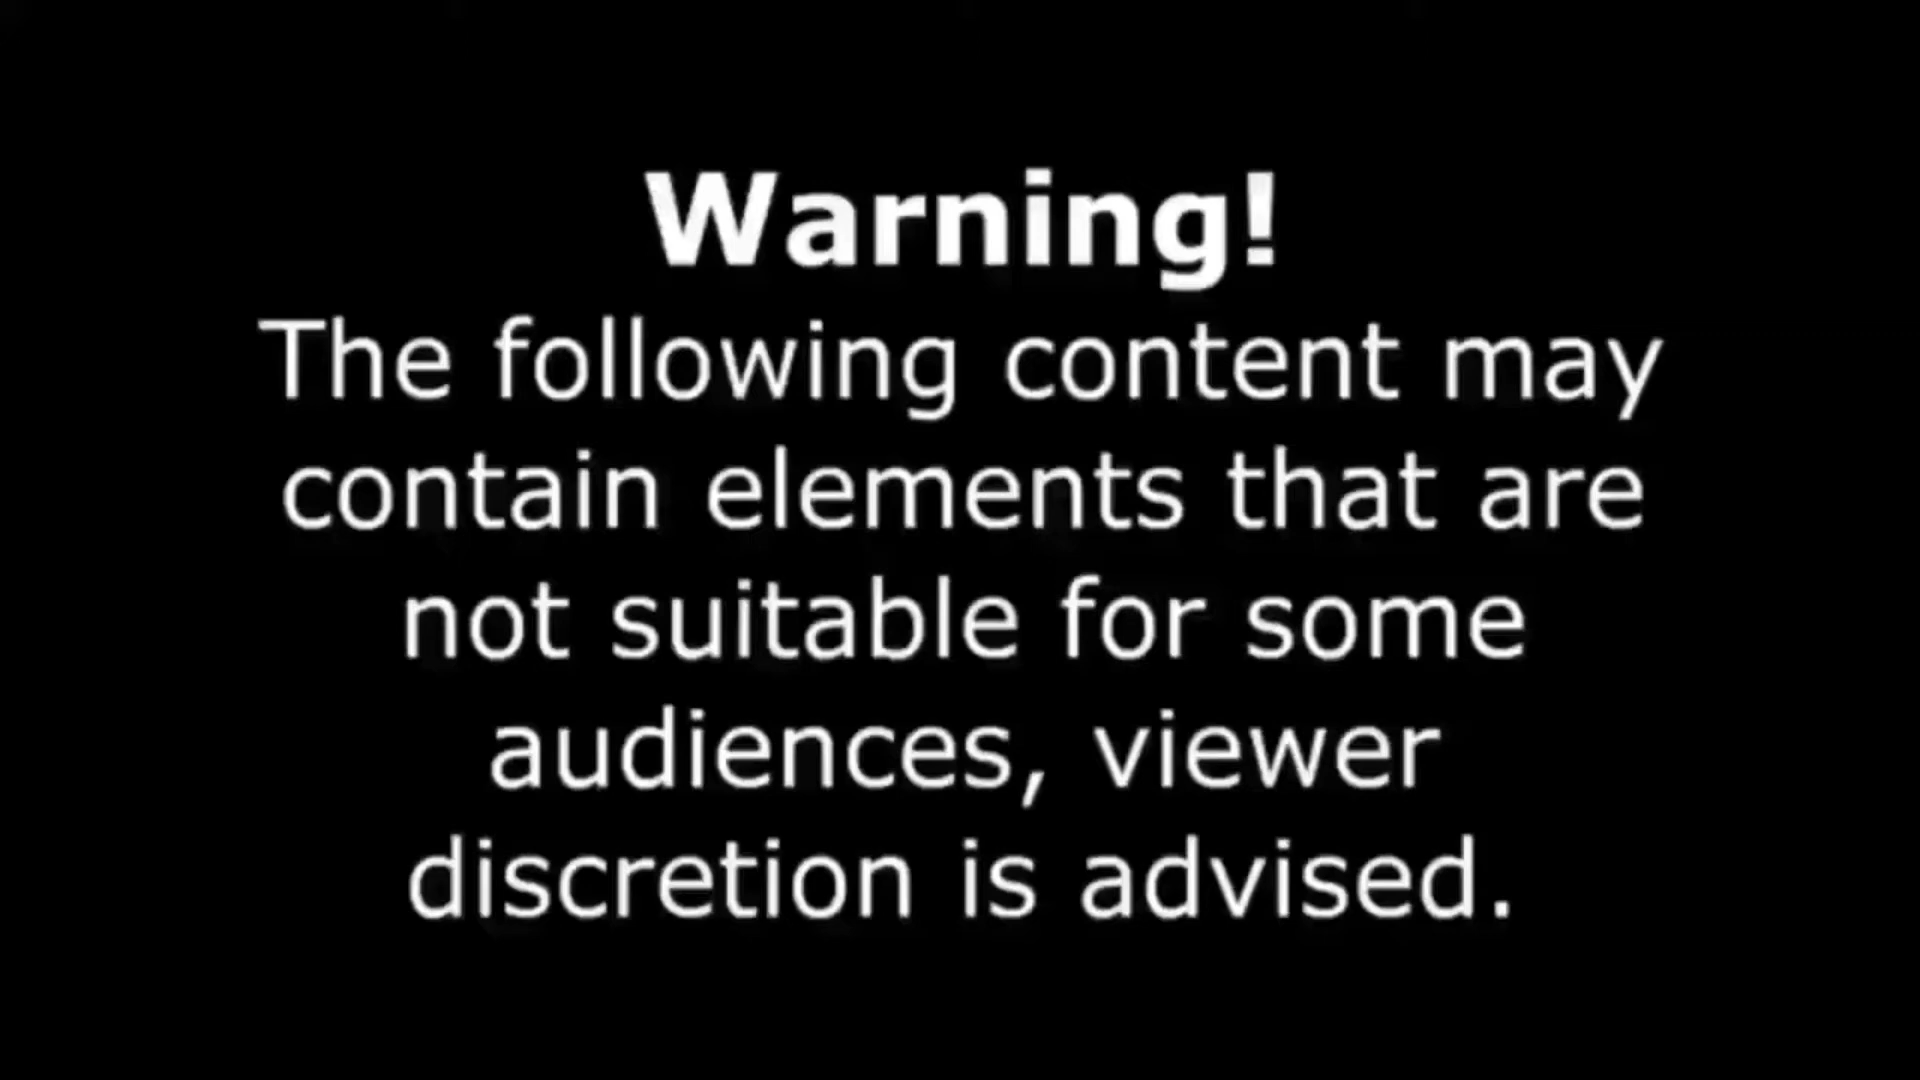 Warning!
The following content may
contain elements that are
not suitable for some
audiences, viewer
discretion is advised.